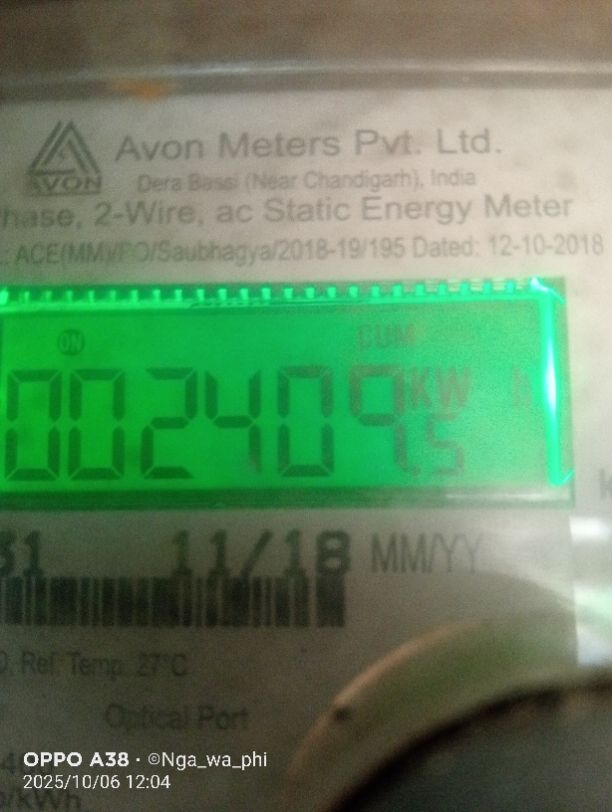 Avon Meters Pvt. Ltd.
AVON
Dera Bassi (Near Chandigarh), India
hase, 2-Wire, ac Static Energy Meter
.: ACE(MM)/PO/Saubhagya/2018-19/195 Dated: 12-10-2018
ON CUM
002409.5 KW h
31 11/18 MM/YY
Ref. Temp. 27°C
Optical Port
/kWh
OPPO A38 · ©Nga_wa_phi
2025/10/06 12:04